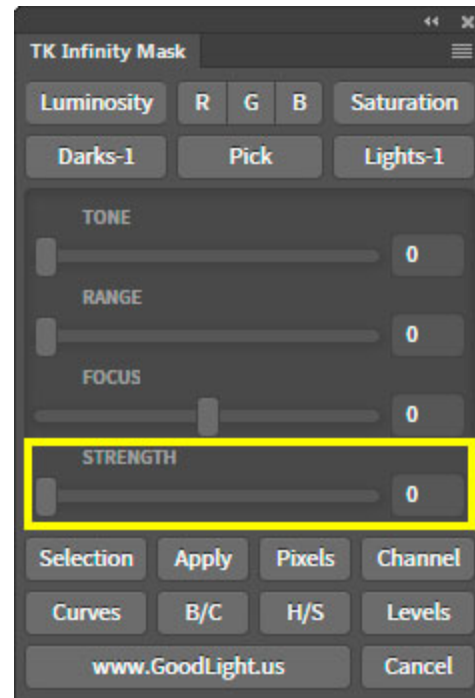 TK Infinity Mask
Luminosity R G B Saturation
Darks-1 Pick Lights-1
TONE
0
RANGE
0
FOCUS
0
STRENGTH
0
Selection Apply Pixels Channel
Curves B/C H/S Levels
www.GoodLight.us Cancel